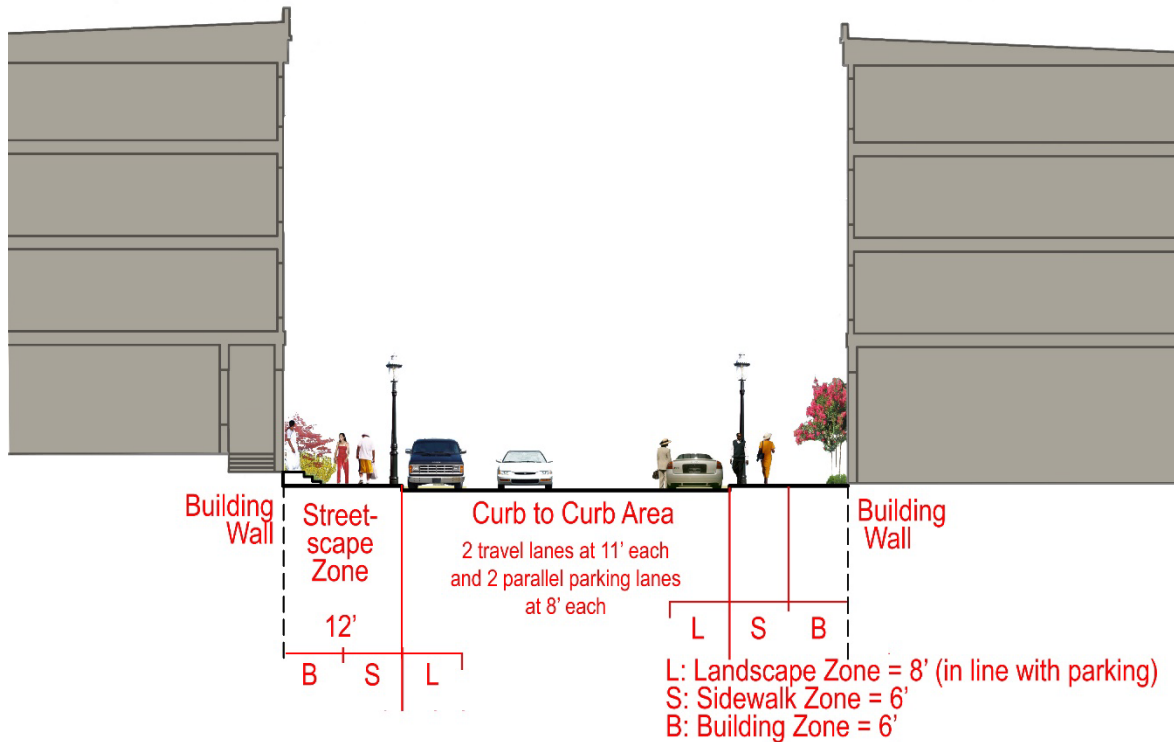 Building
Wall
Street-
scape
Zone
12'
B S L
Curb to Curb Area
2 travel lanes at 11' each
and 2 parallel parking lanes
at 8' each
Building
Wall
L S B
L: Landscape Zone = 8' (in line with parking)
S: Sidewalk Zone = 6'
B: Building Zone = 6'